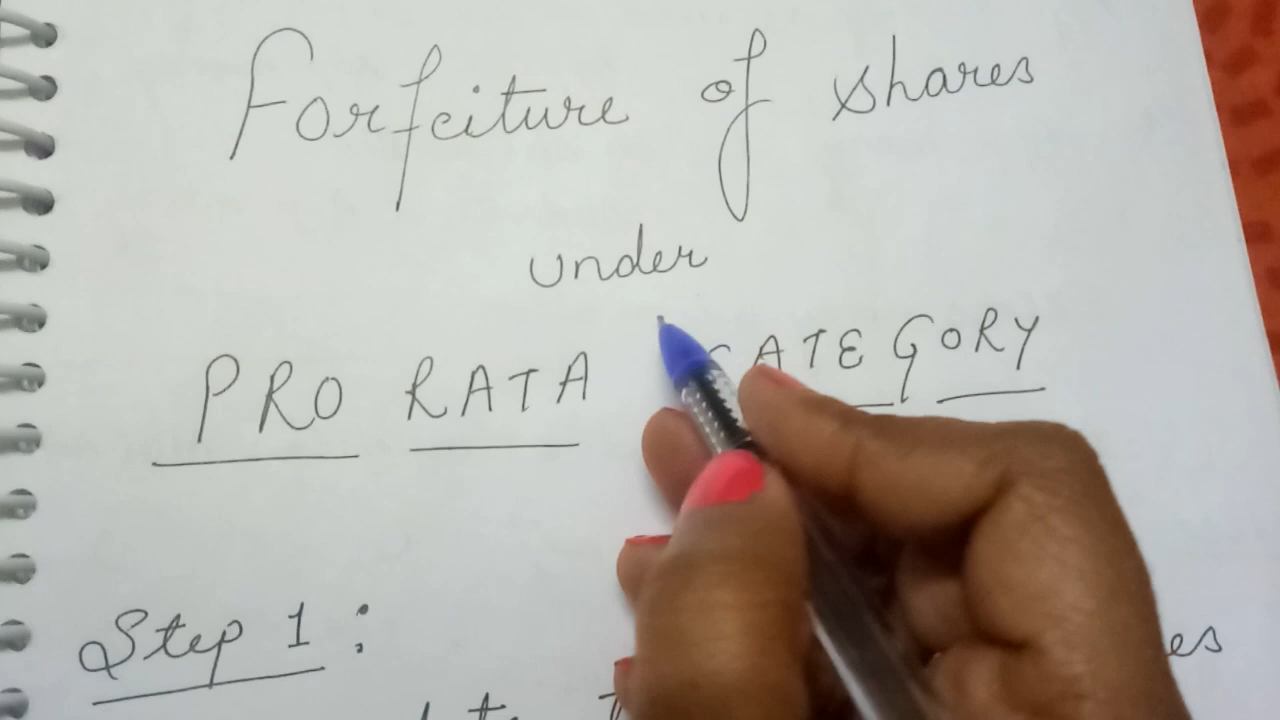 Forfeiture of shares
under
PRO RATA CATEGORY
Step 1 :